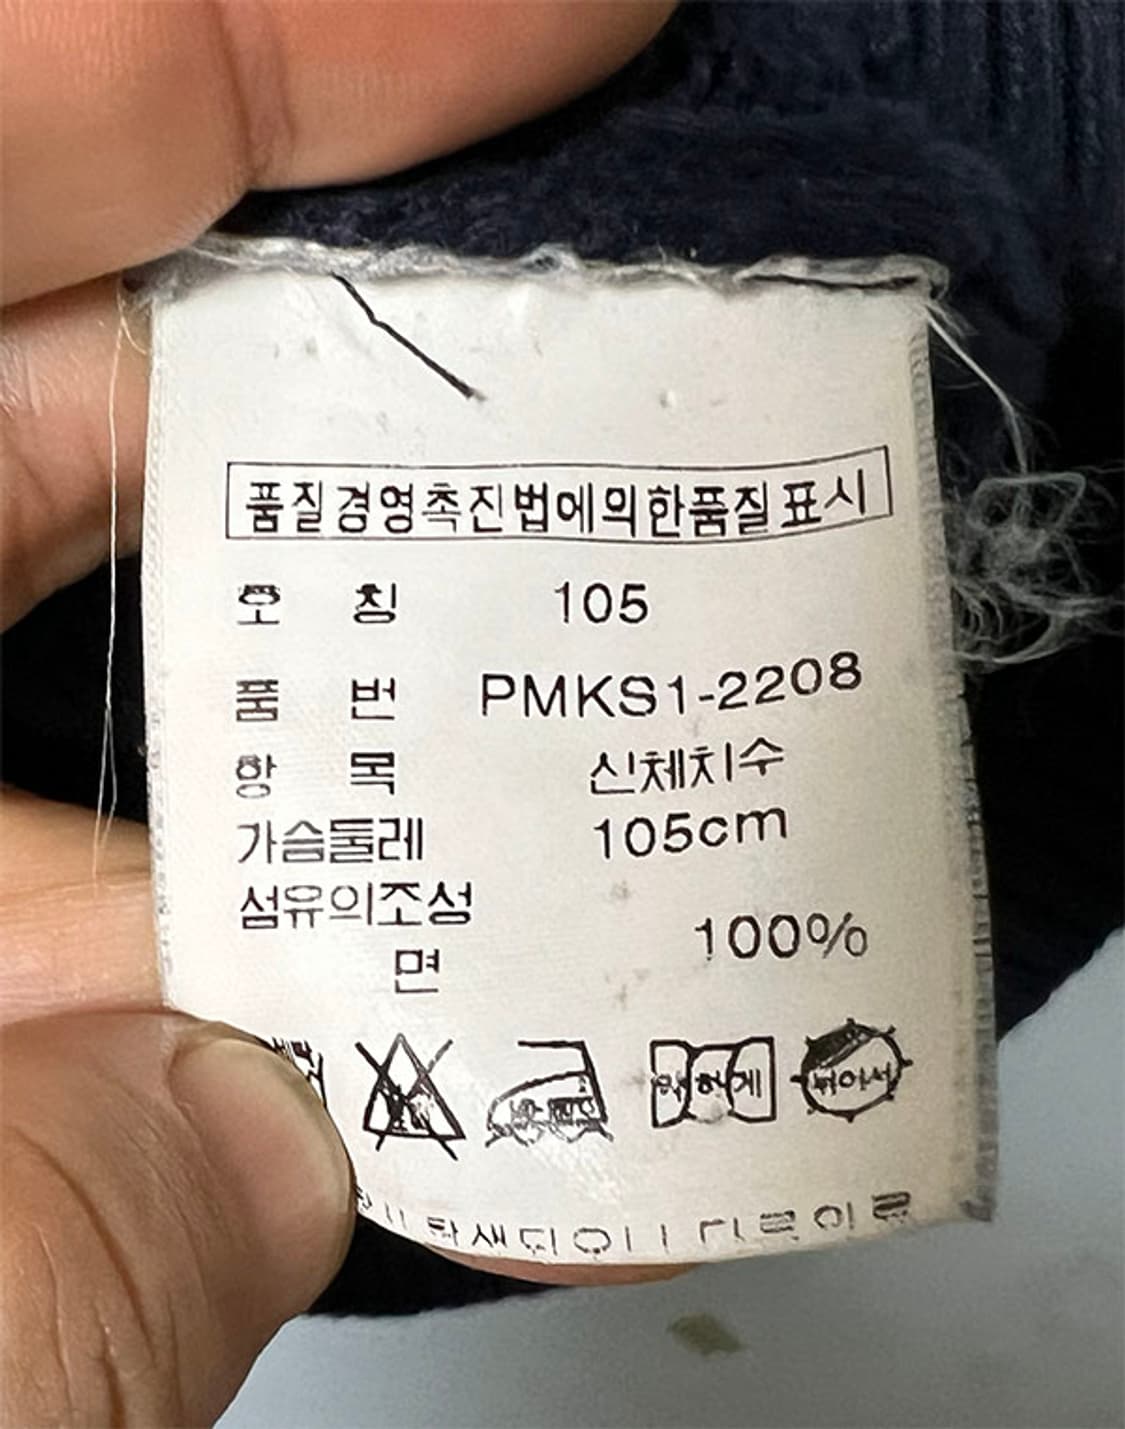 품질경영촉진법에의한품질표시
호 칭 105
품 번 PMKS1-2208
항 목 신체치수
가슴둘레 105cm
섬유의조성
면 100%
약하게 뉘어서